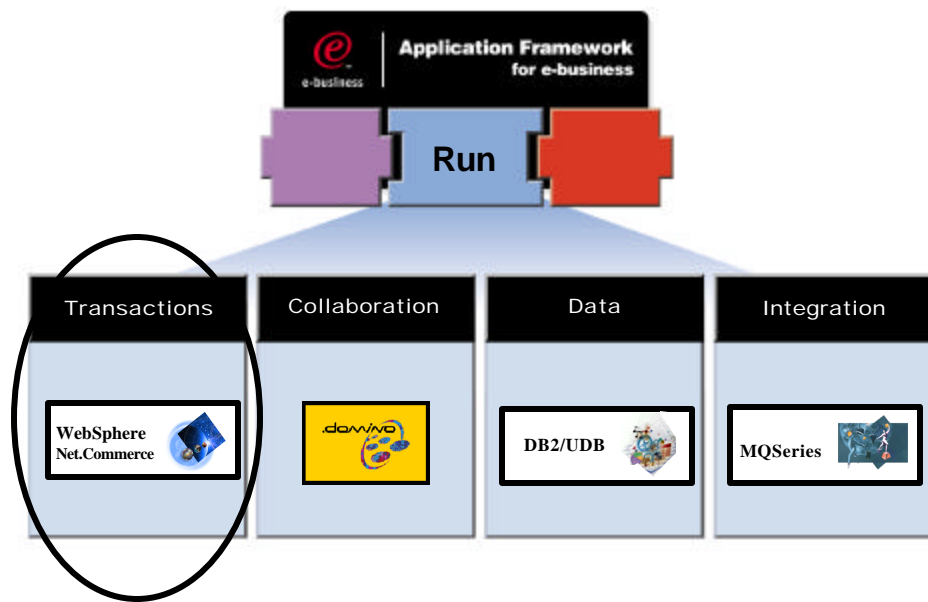 Application Framework
for e-business
e
e-business
Run
Transactions
Collaboration
Data
Integration
WebSphere
Net.Commerce
domino
DB2/UDB
MQSeries